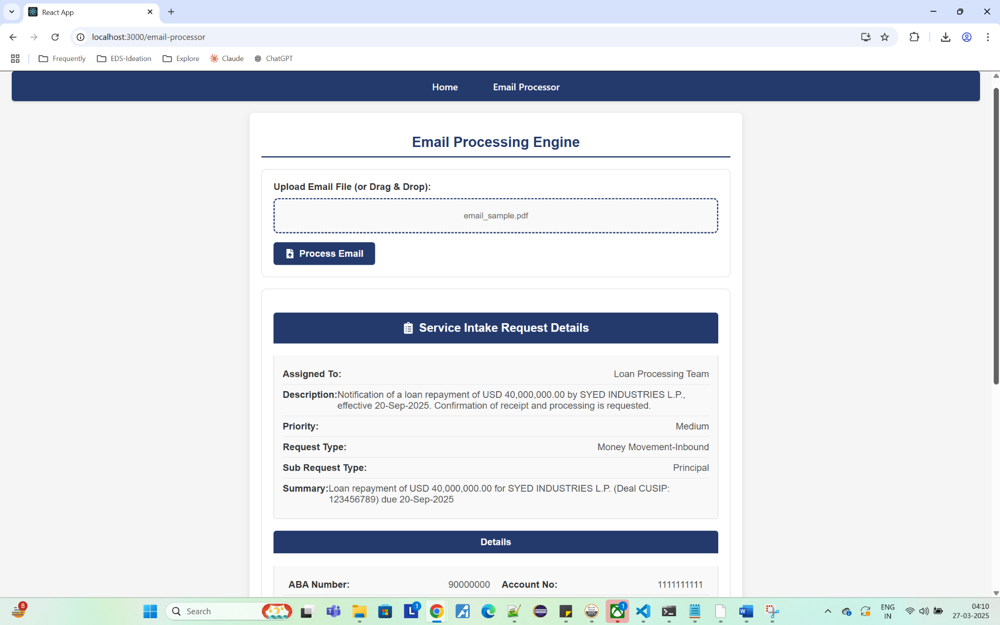 React App
localhost:3000/email-processor
Frequently
EDS-Ideation
Explore
Claude
ChatGPT
Home
Email Processor
Email Processing Engine
Upload Email File (or Drag & Drop):
email_sample.pdf
Process Email
Service Intake Request Details
Assigned To: Loan Processing Team
Description: Notification of a loan repayment of USD 40,000,000.00 by SYED INDUSTRIES L.P.,
effective 20-Sep-2025. Confirmation of receipt and processing is requested.
Priority: Medium
Request Type: Money Movement-Inbound
Sub Request Type: Principal
Summary: Loan repayment of USD 40,000,000.00 for SYED INDUSTRIES L.P. (Deal CUSIP:
123456789) due 20-Sep-2025
Details
ABA Number: 90000000 Account No: 1111111111
8
Search
1
1
ENG
IN
04:10
27-03-2025